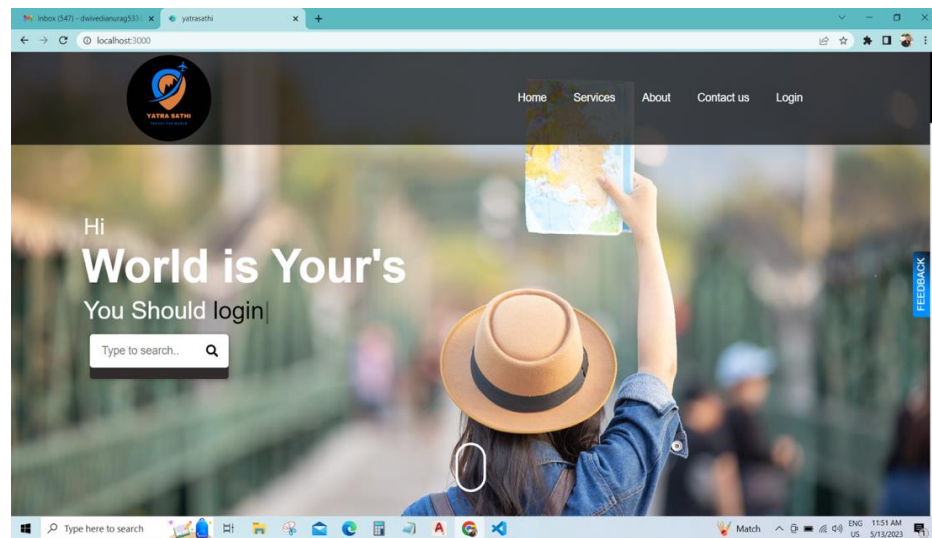 Inbox (547) - dwivedianurag533
yatrasathi
localhost:3000
YATRA SATHI
Home Services About Contact us Login
Hi
World is Your's
You Should login
Type to search..
FEEDBACK
Type here to search
Match
ENG 11:51 AM
US 5/13/2023